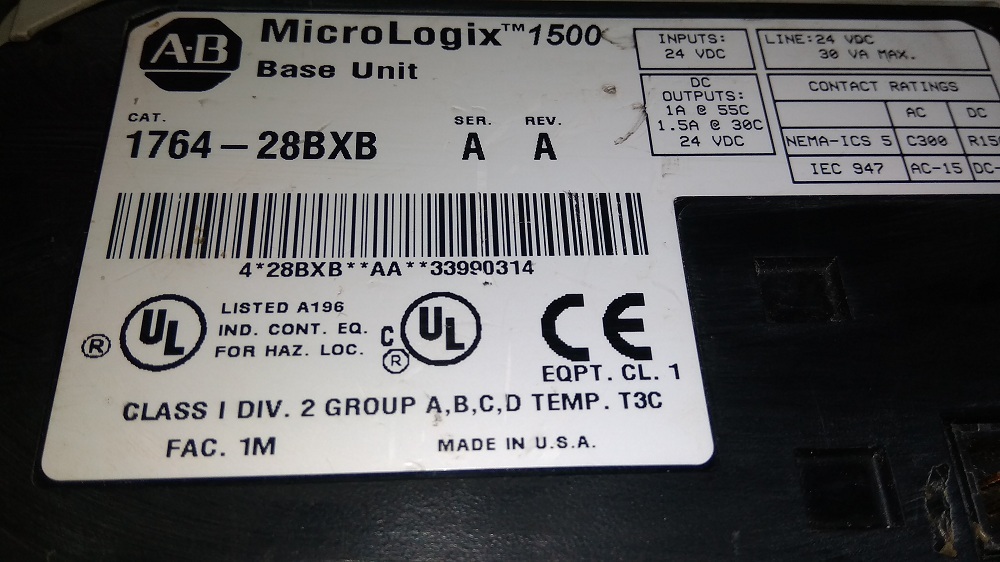 A-B
MicroLogix™ 1500
Base Unit
CAT.
SER.
REV.
1764-28BXB
A
A
INPUTS:
24 VDC
DC
OUTPUTS:
1A @ 55C
1.5A @ 30C
24 VDC
LINE: 24 VDC
30 VA MAX.
CONTACT RATINGS
AC DC
NEMA-ICS 5 C300
IEC 947 AC-15
4*28BXB**AA**33990314
® UL
LISTED A196
IND. CONT. EQ.
FOR HAZ. LOC.
C UL ®
CE
EQPT. CL. 1
CLASS I DIV. 2 GROUP A,B,C,D TEMP. T3C
FAC. 1M
MADE IN U.S.A.